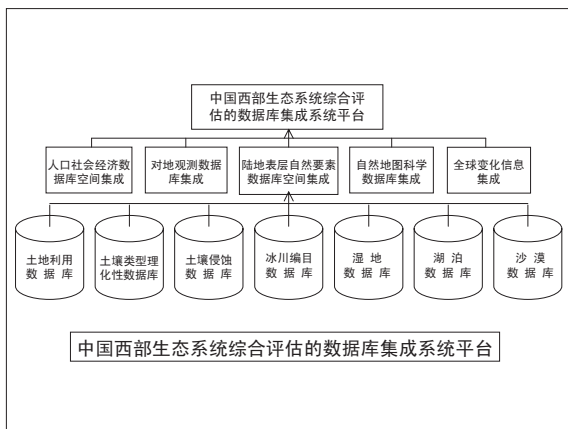 中国西部生态系统综合评
估的数据库集成系统平台
人口社会经济数
据库空间集成
对地观测数据
库集成
陆地表层自然要素
数据库空间集成
自然地图科学
数据库集成
全球变化信息
集成
土地利用
数 据 库
土壤类型理
化性数据库
土壤侵蚀
数 据 库
冰川编目
数 据 库
湿 地
数 据 库
湖 泊
数 据 库
沙 漠
数 据 库
中国西部生态系统综合评估的数据库集成系统平台